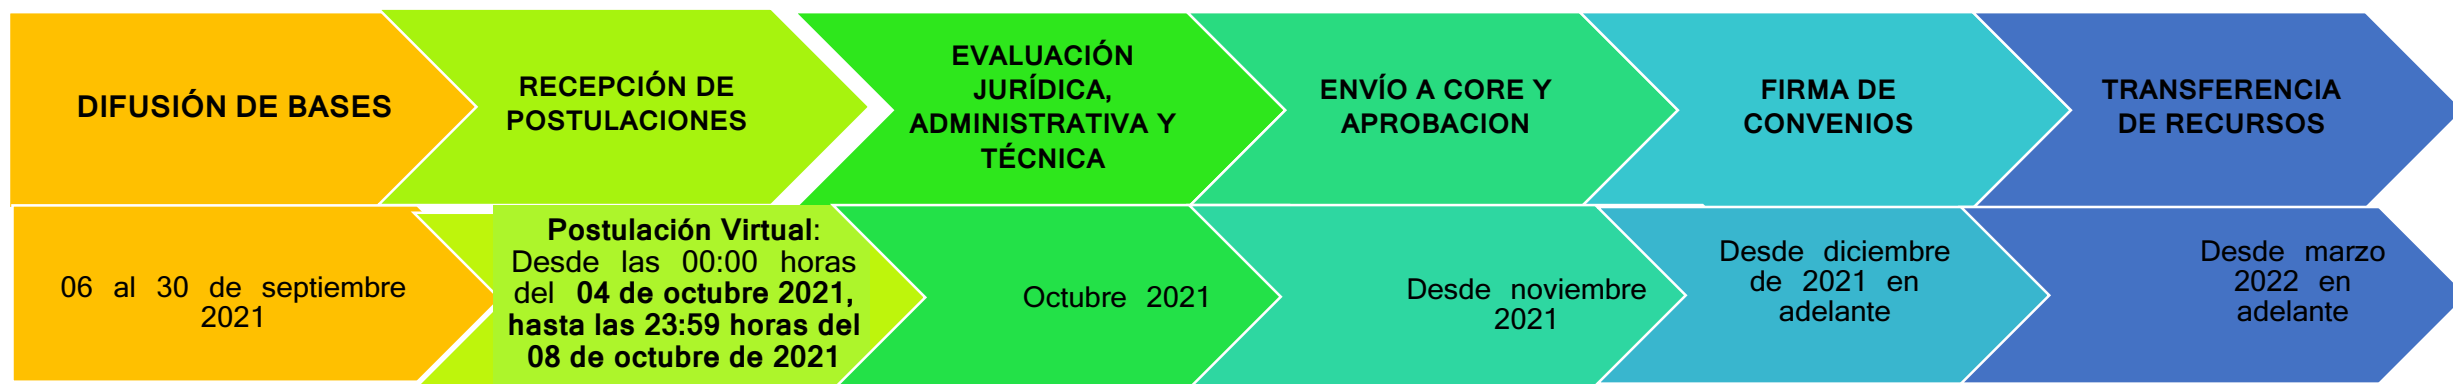 DIFUSIÓN DE BASES
RECEPCIÓN DE
POSTULACIONES
EVALUACIÓN
JURÍDICA,
ADMINISTRATIVA Y
TÉCNICA
ENVÍO A CORE Y
APROBACION
FIRMA DE
CONVENIOS
TRANSFERENCIA
DE RECURSOS
06 al 30 de septiembre
2021
Postulación Virtual:
Desde las 00:00 horas
del 04 de octubre 2021,
hasta las 23:59 horas del
08 de octubre de 2021
Octubre 2021
Desde noviembre
2021
Desde diciembre
de 2021 en
adelante
Desde marzo
2022 en
adelante